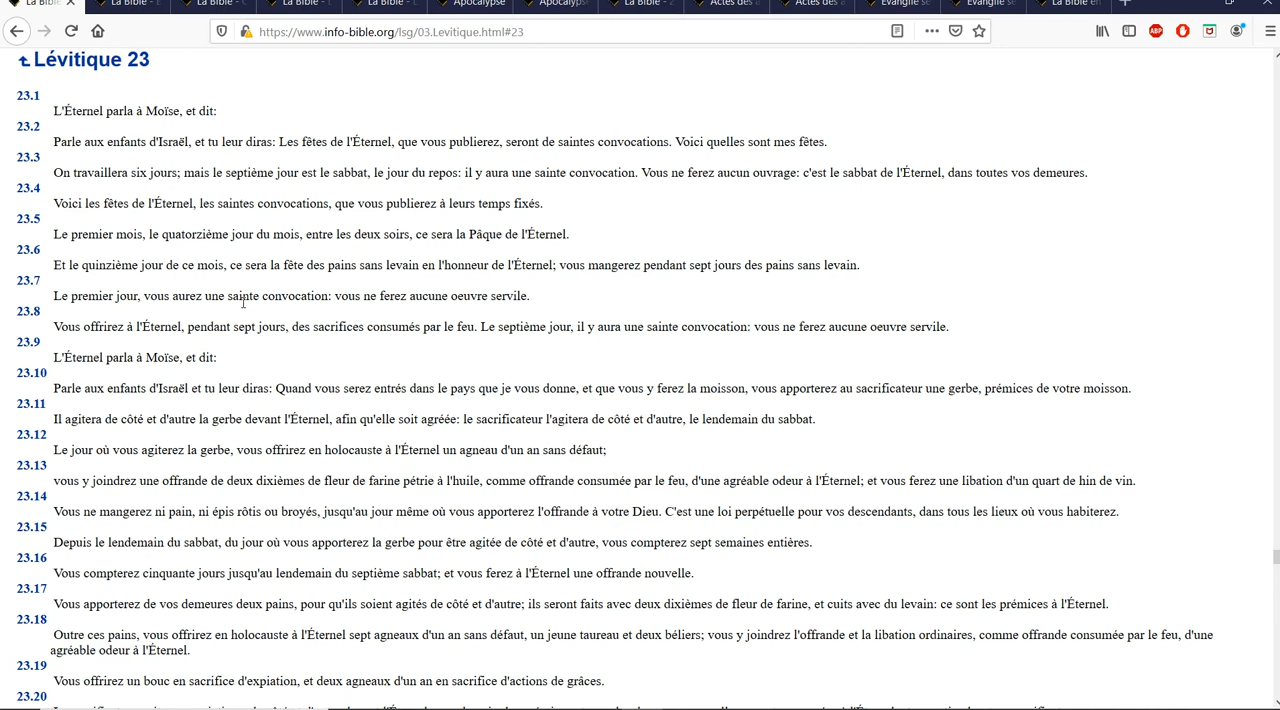 La Bible
La Bible - E
La Bible -
La Bible -
La Bible -
Apocalypse
Apocalyps
La Bible -
Actes des a
Actes des a
Évangile se
Évangile se
La Bible en
https://www.info-bible.org/lsg/03.Levitique.html#23
ABP
Lévitique 23
23.1
L'Éternel parla à Moïse, et dit:
23.2
Parle aux enfants d'Israël, et tu leur diras: Les fêtes de l'Éternel, que vous publierez, seront de saintes convocations. Voici quelles sont mes fêtes.
23.3
On travaillera six jours; mais le septième jour est le sabbat, le jour du repos: il y aura une sainte convocation. Vous ne ferez aucun ouvrage: c'est le sabbat de l'Éternel, dans toutes vos demeures.
23.4
Voici les fêtes de l'Éternel, les saintes convocations, que vous publierez à leurs temps fixés.
23.5
Le premier mois, le quatorzième jour du mois, entre les deux soirs, ce sera la Pâque de l'Éternel.
23.6
Et le quinzième jour de ce mois, ce sera la fête des pains sans levain en l'honneur de l'Éternel; vous mangerez pendant sept jours des pains sans levain.
23.7
Le premier jour, vous aurez une sainte convocation: vous ne ferez aucune oeuvre servile.
23.8
Vous offrirez à l'Éternel, pendant sept jours, des sacrifices consumés par le feu. Le septième jour, il y aura une sainte convocation: vous ne ferez aucune oeuvre servile.
23.9
L'Éternel parla à Moïse, et dit:
23.10
Parle aux enfants d'Israël et tu leur diras: Quand vous serez entrés dans le pays que je vous donne, et que vous y ferez la moisson, vous apporterez au sacrificateur une gerbe, prémices de votre moisson.
23.11
Il agitera de côté et d'autre la gerbe devant l'Éternel, afin qu'elle soit agréée: le sacrificateur l'agitera de côté et d'autre, le lendemain du sabbat.
23.12
Le jour où vous agiterez la gerbe, vous offrirez en holocauste à l'Éternel un agneau d'un an sans défaut;
23.13
vous y joindrez une offrande de deux dixièmes de fleur de farine pétrie à l'huile, comme offrande consumée par le feu, d'une agréable odeur à l'Éternel; et vous ferez une libation d'un quart de hin de vin.
23.14
Vous ne mangerez ni pain, ni épis rôtis ou broyés, jusqu'au jour même où vous apporterez l'offrande à votre Dieu. C'est une loi perpétuelle pour vos descendants, dans tous les lieux où vous habiterez.
23.15
Depuis le lendemain du sabbat, du jour où vous apporterez la gerbe pour être agitée de côté et d'autre, vous compterez sept semaines entières.
23.16
Vous compterez cinquante jours jusqu'au lendemain du septième sabbat; et vous ferez à l'Éternel une offrande nouvelle.
23.17
Vous apporterez de vos demeures deux pains, pour qu'ils soient agités de côté et d'autre; ils seront faits avec deux dixièmes de fleur de farine, et cuits avec du levain: ce sont les prémices à l'Éternel.
23.18
Outre ces pains, vous offrirez en holocauste à l'Éternel sept agneaux d'un an sans défaut, un jeune taureau et deux béliers; vous y joindrez l'offrande et la libation ordinaires, comme offrande consumée par le feu, d'une
agréable odeur à l'Éternel.
23.19
Vous offrirez un bouc en sacrifice d'expiation, et deux agneaux d'un an en sacrifice d'actions de grâces.
23.20